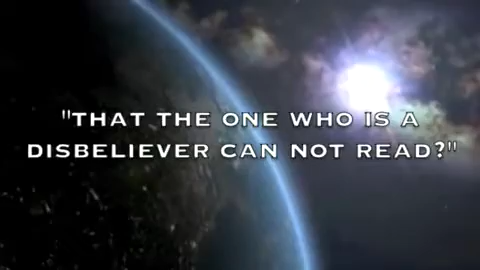 "THAT THE ONE WHO IS A
DISBELIEVER CAN NOT READ?"